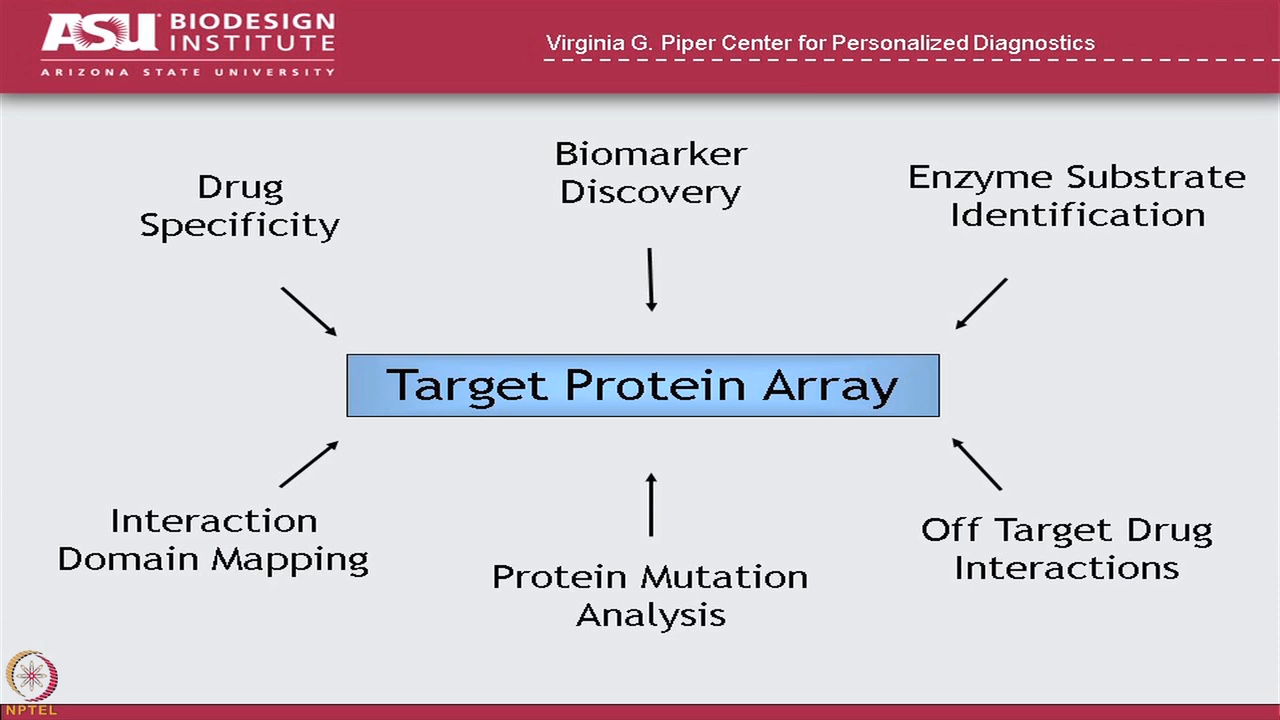 ASU BIODESIGN
INSTITUTE
ARIZONA STATE UNIVERSITY
Virginia G. Piper Center for Personalized Diagnostics
Drug
Specificity
Biomarker
Discovery
Enzyme Substrate
Identification
Target Protein Array
Interaction
Domain Mapping
Protein Mutation
Analysis
Off Target Drug
Interactions
NPTEL